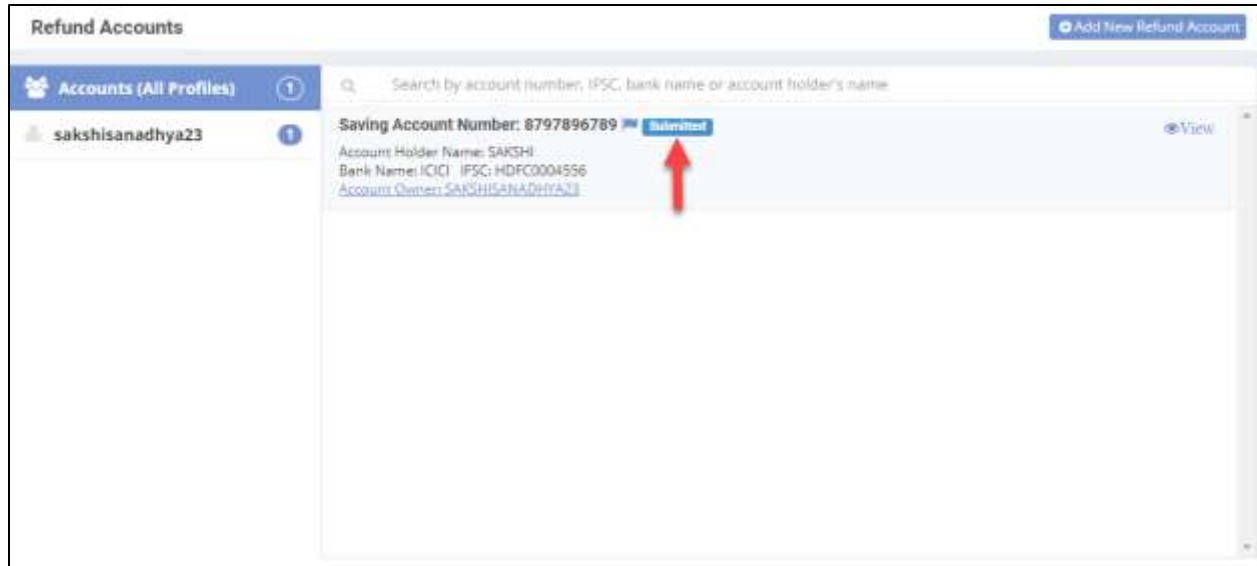 Refund Accounts
Add New Refund Account
Accounts (All Profiles) 1
Search by account number, IFSC, bank name or account holder's name
sakshisanadhya23 1
Saving Account Number: 8797896789 Submitted
View
Account Holder Name: SAKSHI
Bank Name: ICICI IFSC: HDFC0004556
Account Owner: SAKSHISANADHYA23